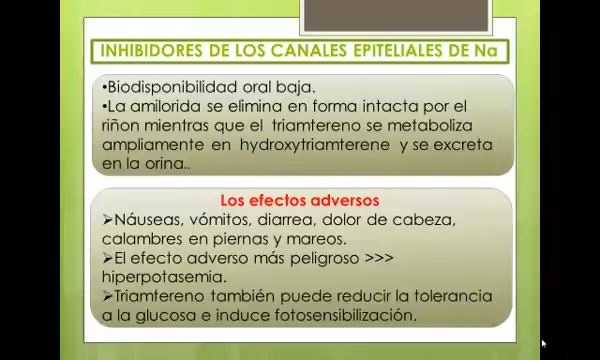 INHIBIDORES DE LOS CANALES EPITELIALES DE Na
•Biodisponibilidad oral baja.
•La amilorida se elimina en forma intacta por el
riñon mientras que el triamtereno se metaboliza
ampliamente en hydroxytriamterene y se excreta
en la orina..
Los efectos adversos
➢Náuseas, vómitos, diarrea, dolor de cabeza,
calambres en piernas y mareos.
➢El efecto adverso más peligroso >>>
hiperpotasemia.
➢Triamtereno también puede reducir la tolerancia
a la glucosa e induce fotosensibilización.